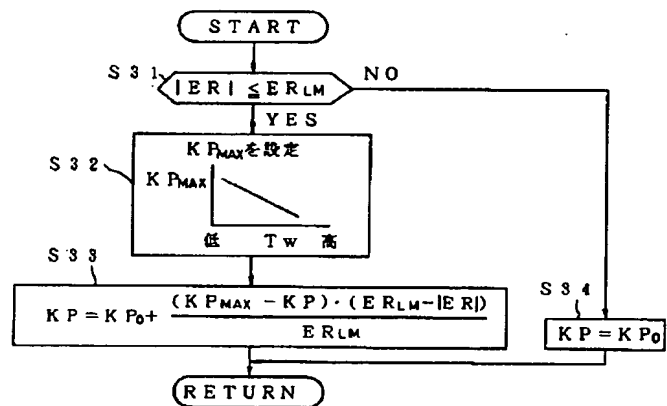 START
S31
|ER| ≦ ERLM
NO
YES
S32
KPMAXを設定
KPMAX
低 Tw 高
S33
KP=KP0+ (KPMAX-KP)・(ERLM-|ER|)
ERLM
S34
KP=KP0
RETURN